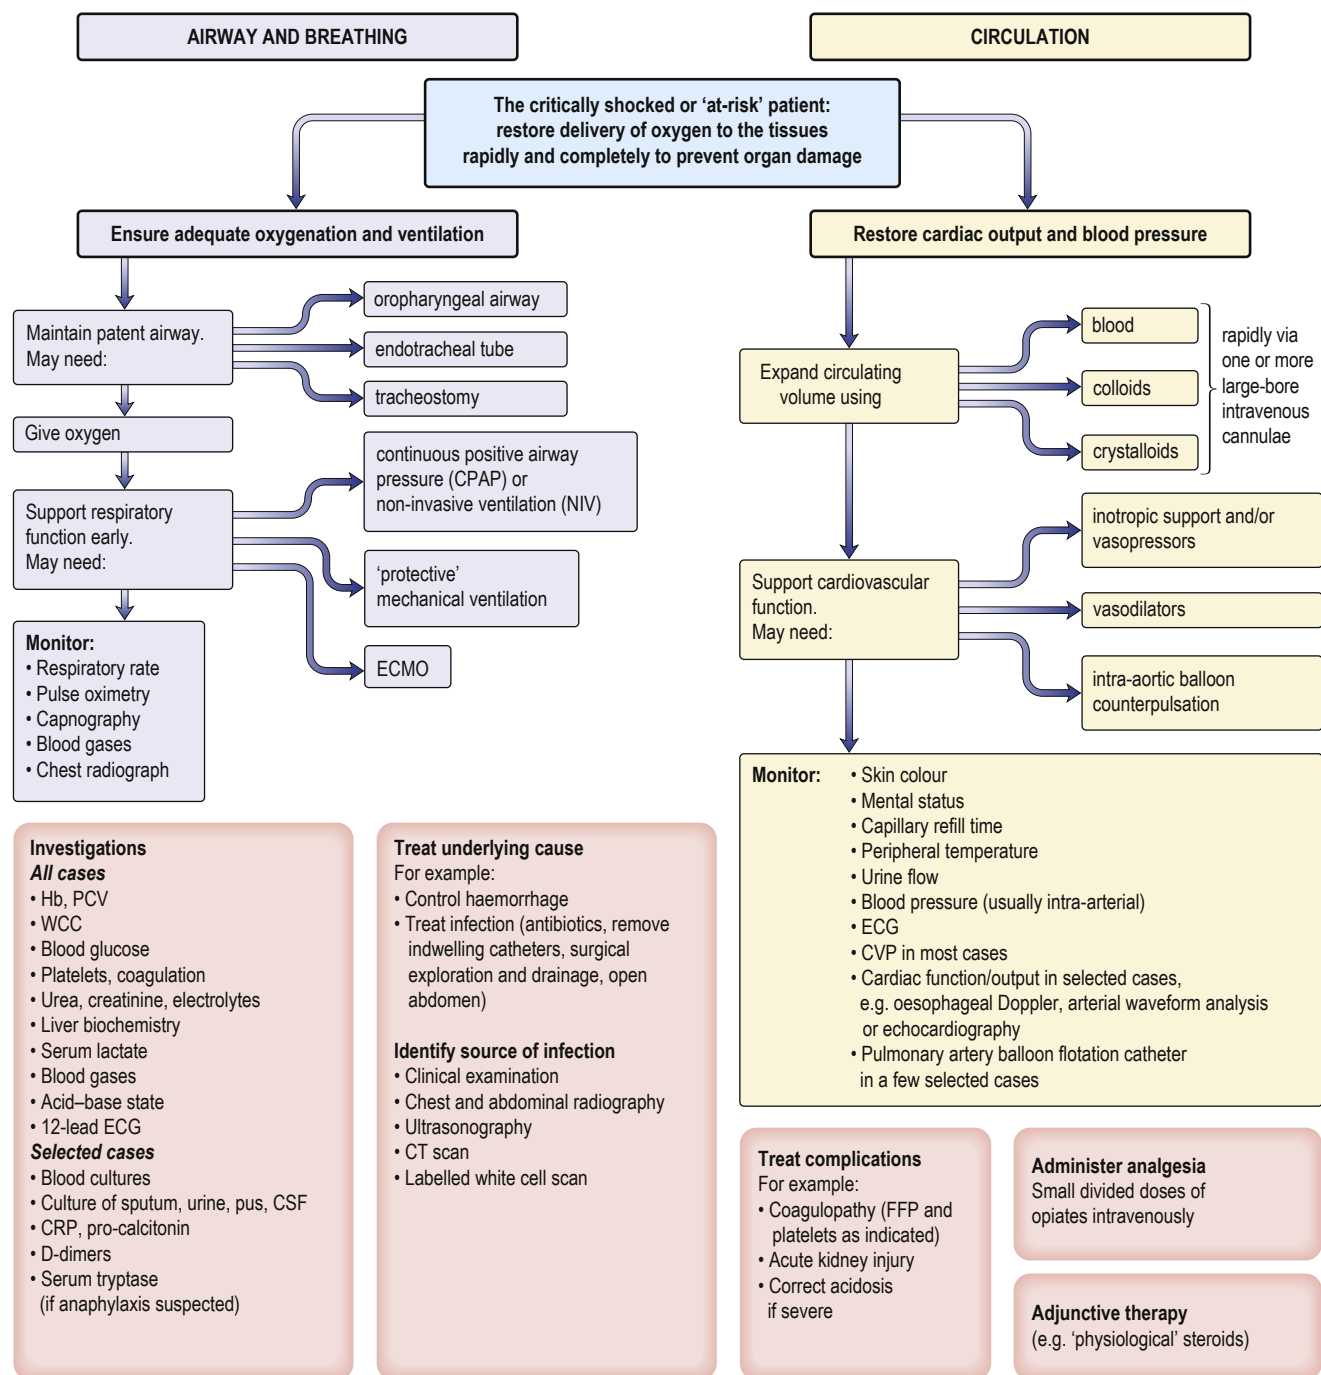 AIRWAY AND BREATHING
CIRCULATION
The critically shocked or ‘at-risk’ patient:
restore delivery of oxygen to the tissues
rapidly and completely to prevent organ damage
Ensure adequate oxygenation and ventilation
Maintain patent airway.
May need:
oropharyngeal airway
endotracheal tube
tracheostomy
Give oxygen
Support respiratory
function early.
May need:
continuous positive airway
pressure (CPAP) or
non-invasive ventilation (NIV)
‘protective’
mechanical ventilation
ECMO
Monitor:
• Respiratory rate
• Pulse oximetry
• Capnography
• Blood gases
• Chest radiograph
Restore cardiac output and blood pressure
Expand circulating
volume using
blood
colloids
crystalloids
rapidly via
one or more
large-bore
intravenous
cannulae
Support cardiovascular
function.
May need:
inotropic support and/or
vasopressors
vasodilators
intra-aortic balloon
counterpulsation
Monitor:
• Skin colour
• Mental status
• Capillary refill time
• Peripheral temperature
• Urine flow
• Blood pressure (usually intra-arterial)
• ECG
• CVP in most cases
• Cardiac function/output in selected cases,
e.g. oesophageal Doppler, arterial waveform analysis
or echocardiography
• Pulmonary artery balloon flotation catheter
in a few selected cases
Investigations
All cases
• Hb, PCV
• WCC
• Blood glucose
• Platelets, coagulation
• Urea, creatinine, electrolytes
• Liver biochemistry
• Serum lactate
• Blood gases
• Acid–base state
• 12-lead ECG
Selected cases
• Blood cultures
• Culture of sputum, urine, pus, CSF
• CRP, pro-calcitonin
• D-dimers
• Serum tryptase
(if anaphylaxis suspected)
Treat underlying cause
For example:
• Control haemorrhage
• Treat infection (antibiotics, remove
indwelling catheters, surgical
exploration and drainage, open
abdomen)
Identify source of infection
• Clinical examination
• Chest and abdominal radiography
• Ultrasonography
• CT scan
• Labelled white cell scan
Treat complications
For example:
• Coagulopathy (FFP and
platelets as indicated)
• Acute kidney injury
• Correct acidosis
if severe
Administer analgesia
Small divided doses of
opiates intravenously
Adjunctive therapy
(e.g. ‘physiological’ steroids)